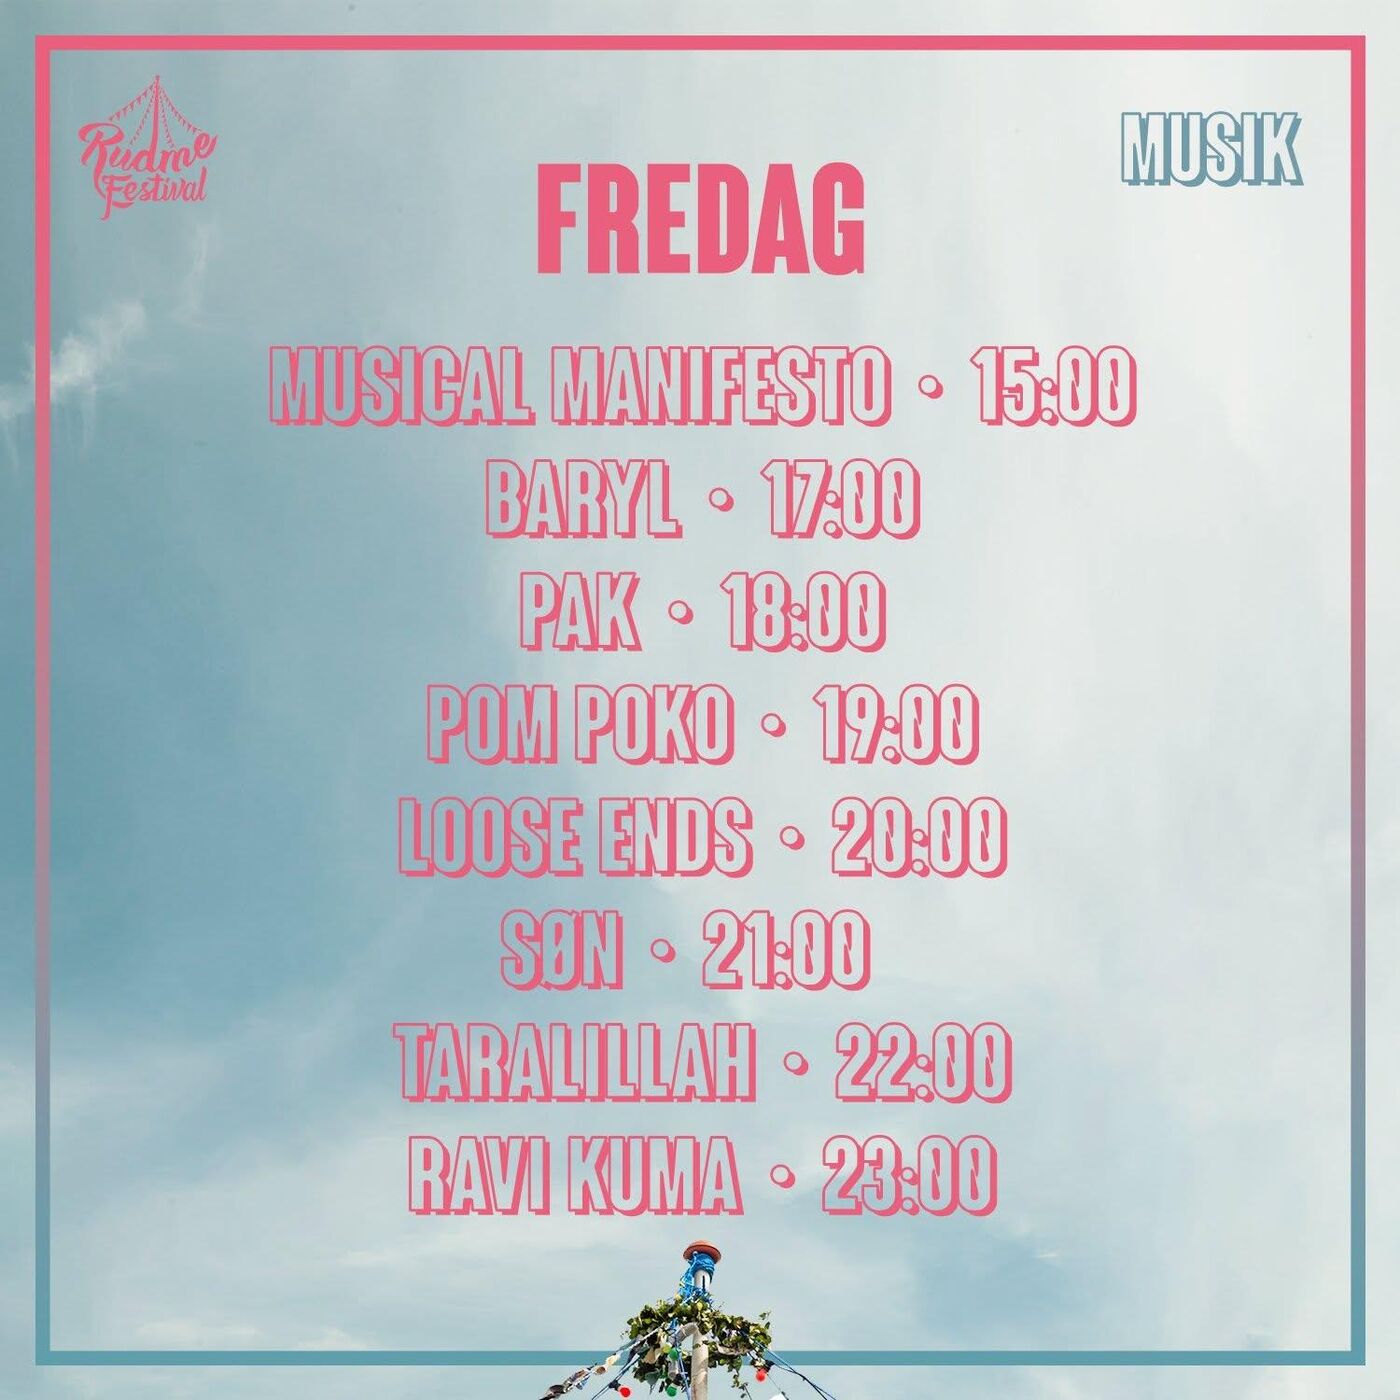 Rudme
Festival
MUSIK
FREDAG
MUSICAL MANIFESTO • 15:00
BARYL • 17:00
PAK • 18:00
POM POKO • 19:00
LOOSE ENDS • 20:00
SØN • 21:00
TARALILLAH • 22:00
RAVI KUMA • 23:00